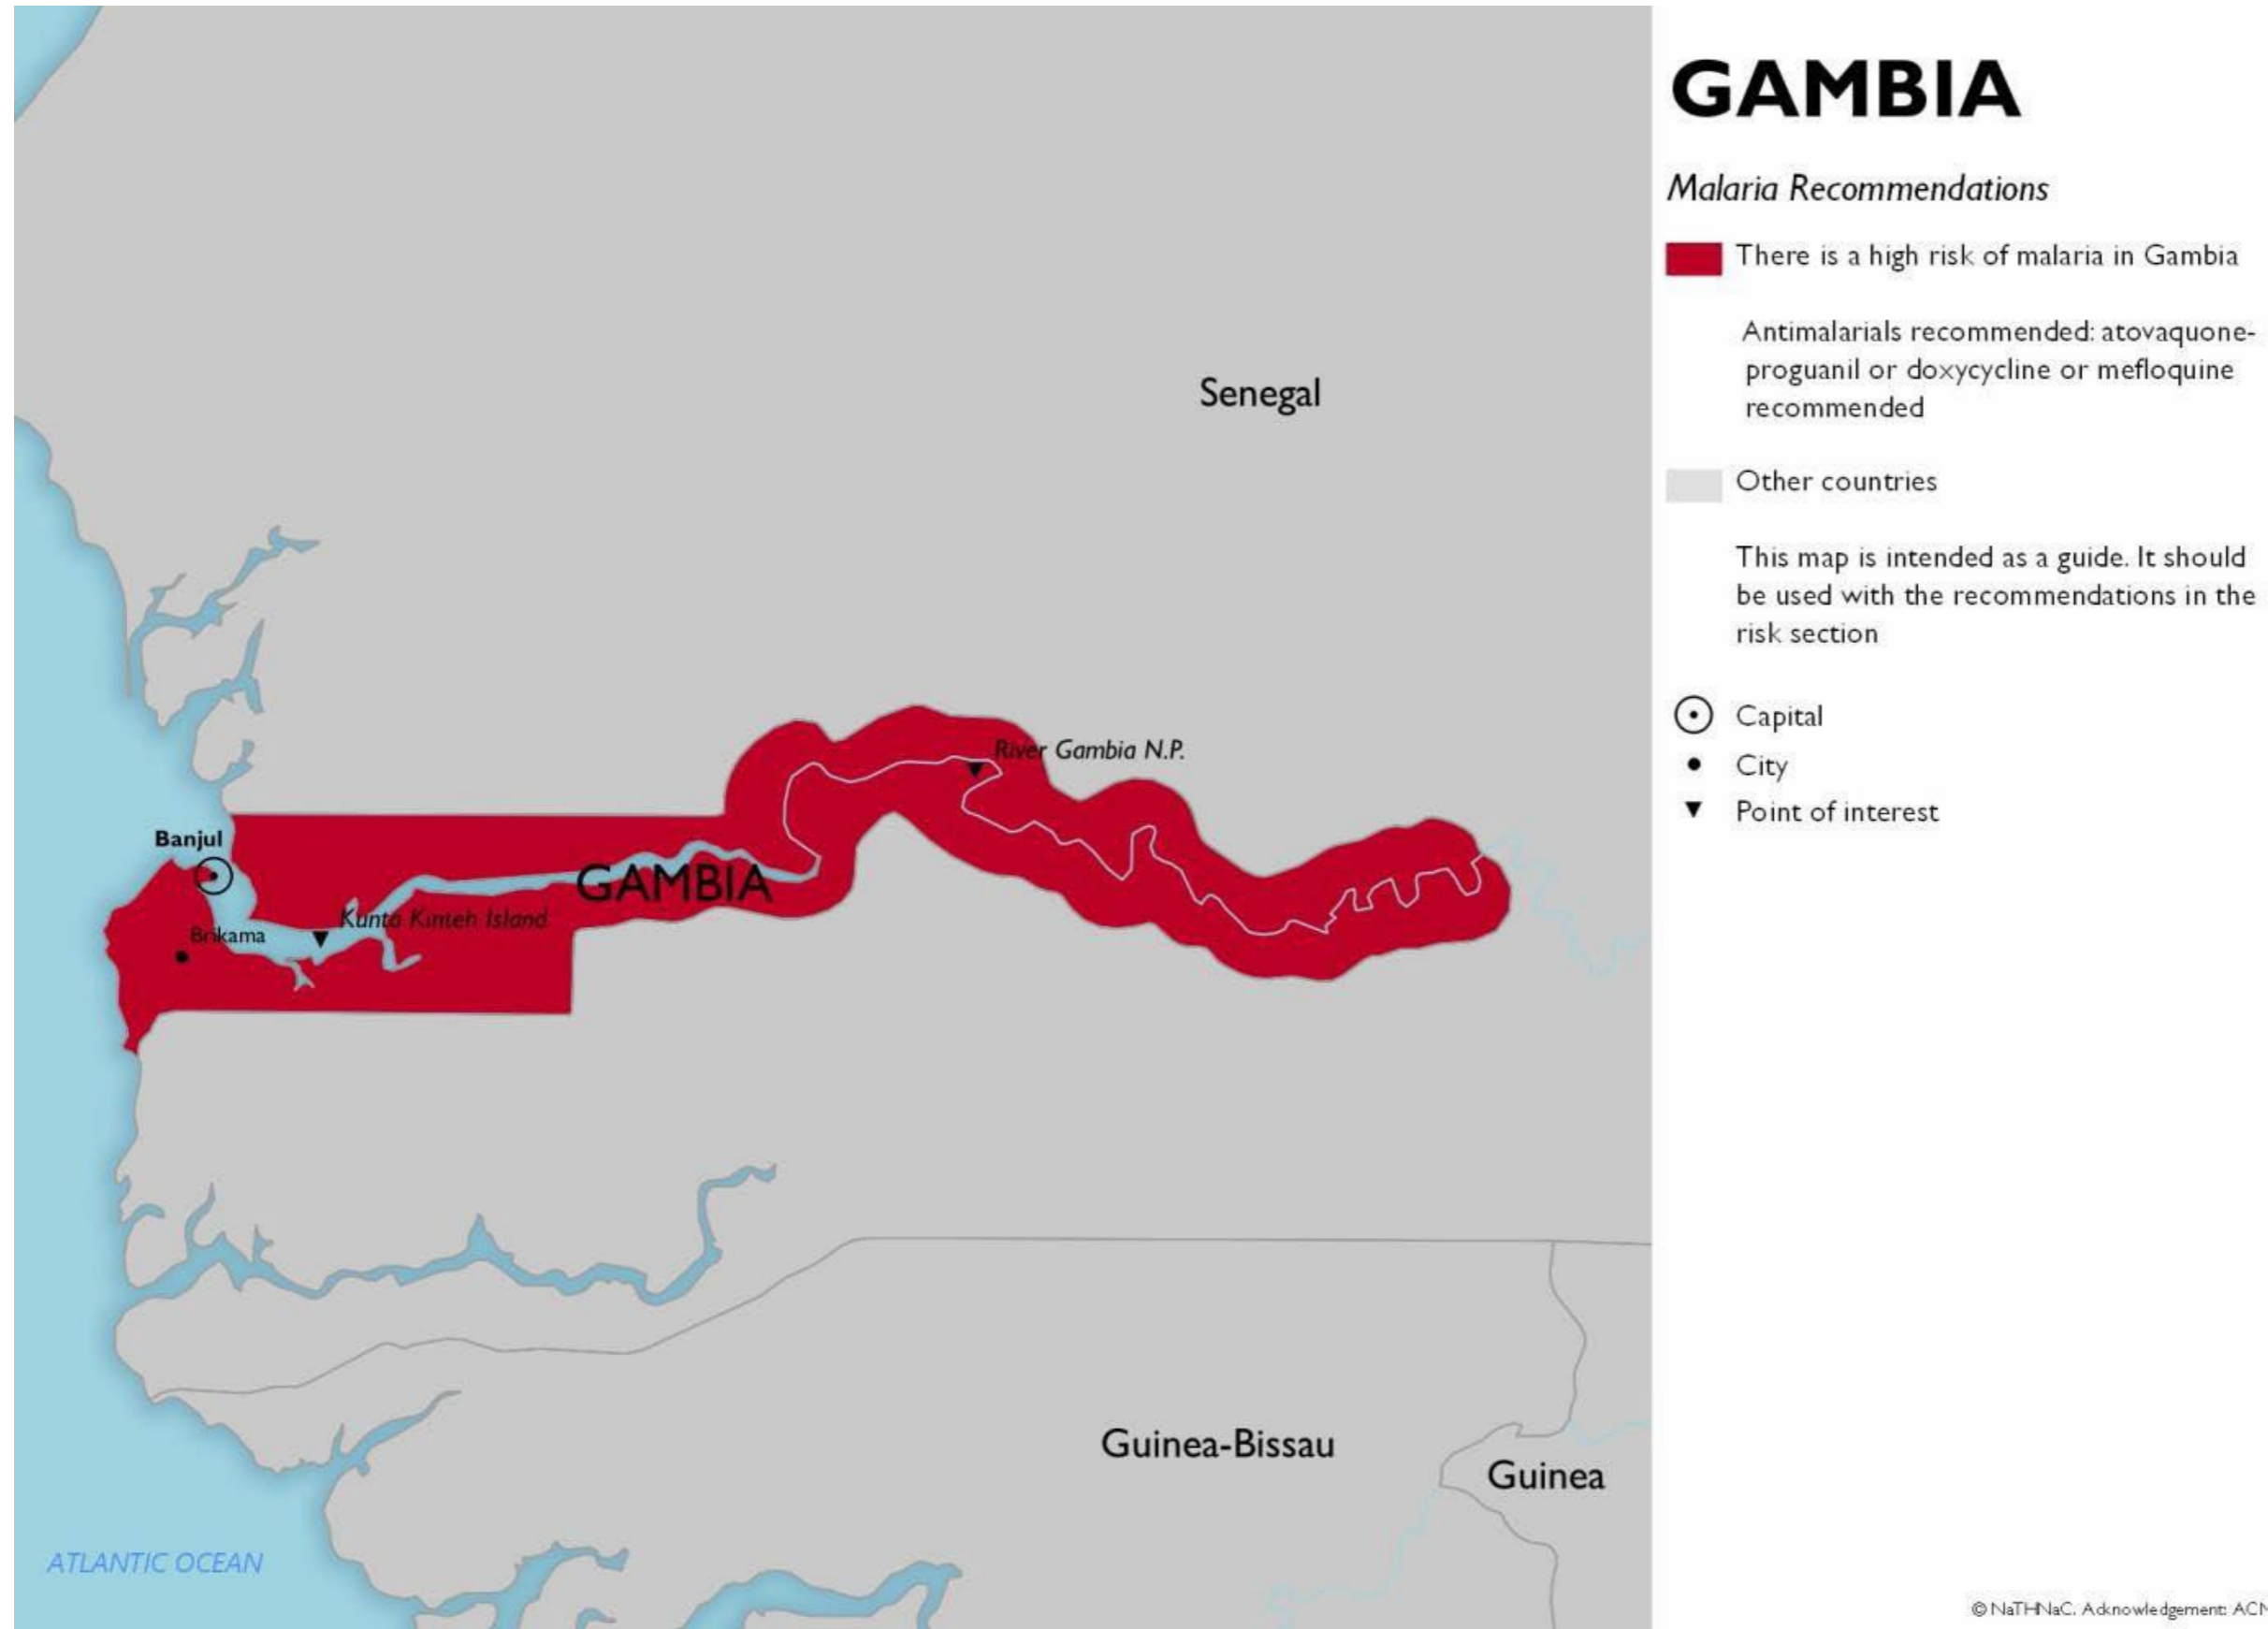 GAMBIA
Malaria Recommendations
There is a high risk of malaria in Gambia
Antimalarials recommended: atovaquone-
proguanil or doxycycline or mefloquine
recommended
Other countries
This map is intended as a guide. It should
be used with the recommendations in the
risk section
Capital
City
Point of interest
Senegal
River Gambia N.P.
Banjul
GAMBIA
Kunta Kinteh Island
Brikama
Guinea-Bissau
Guinea
ATLANTIC OCEAN
© NaTHNaC. Acknowledgement: ACM